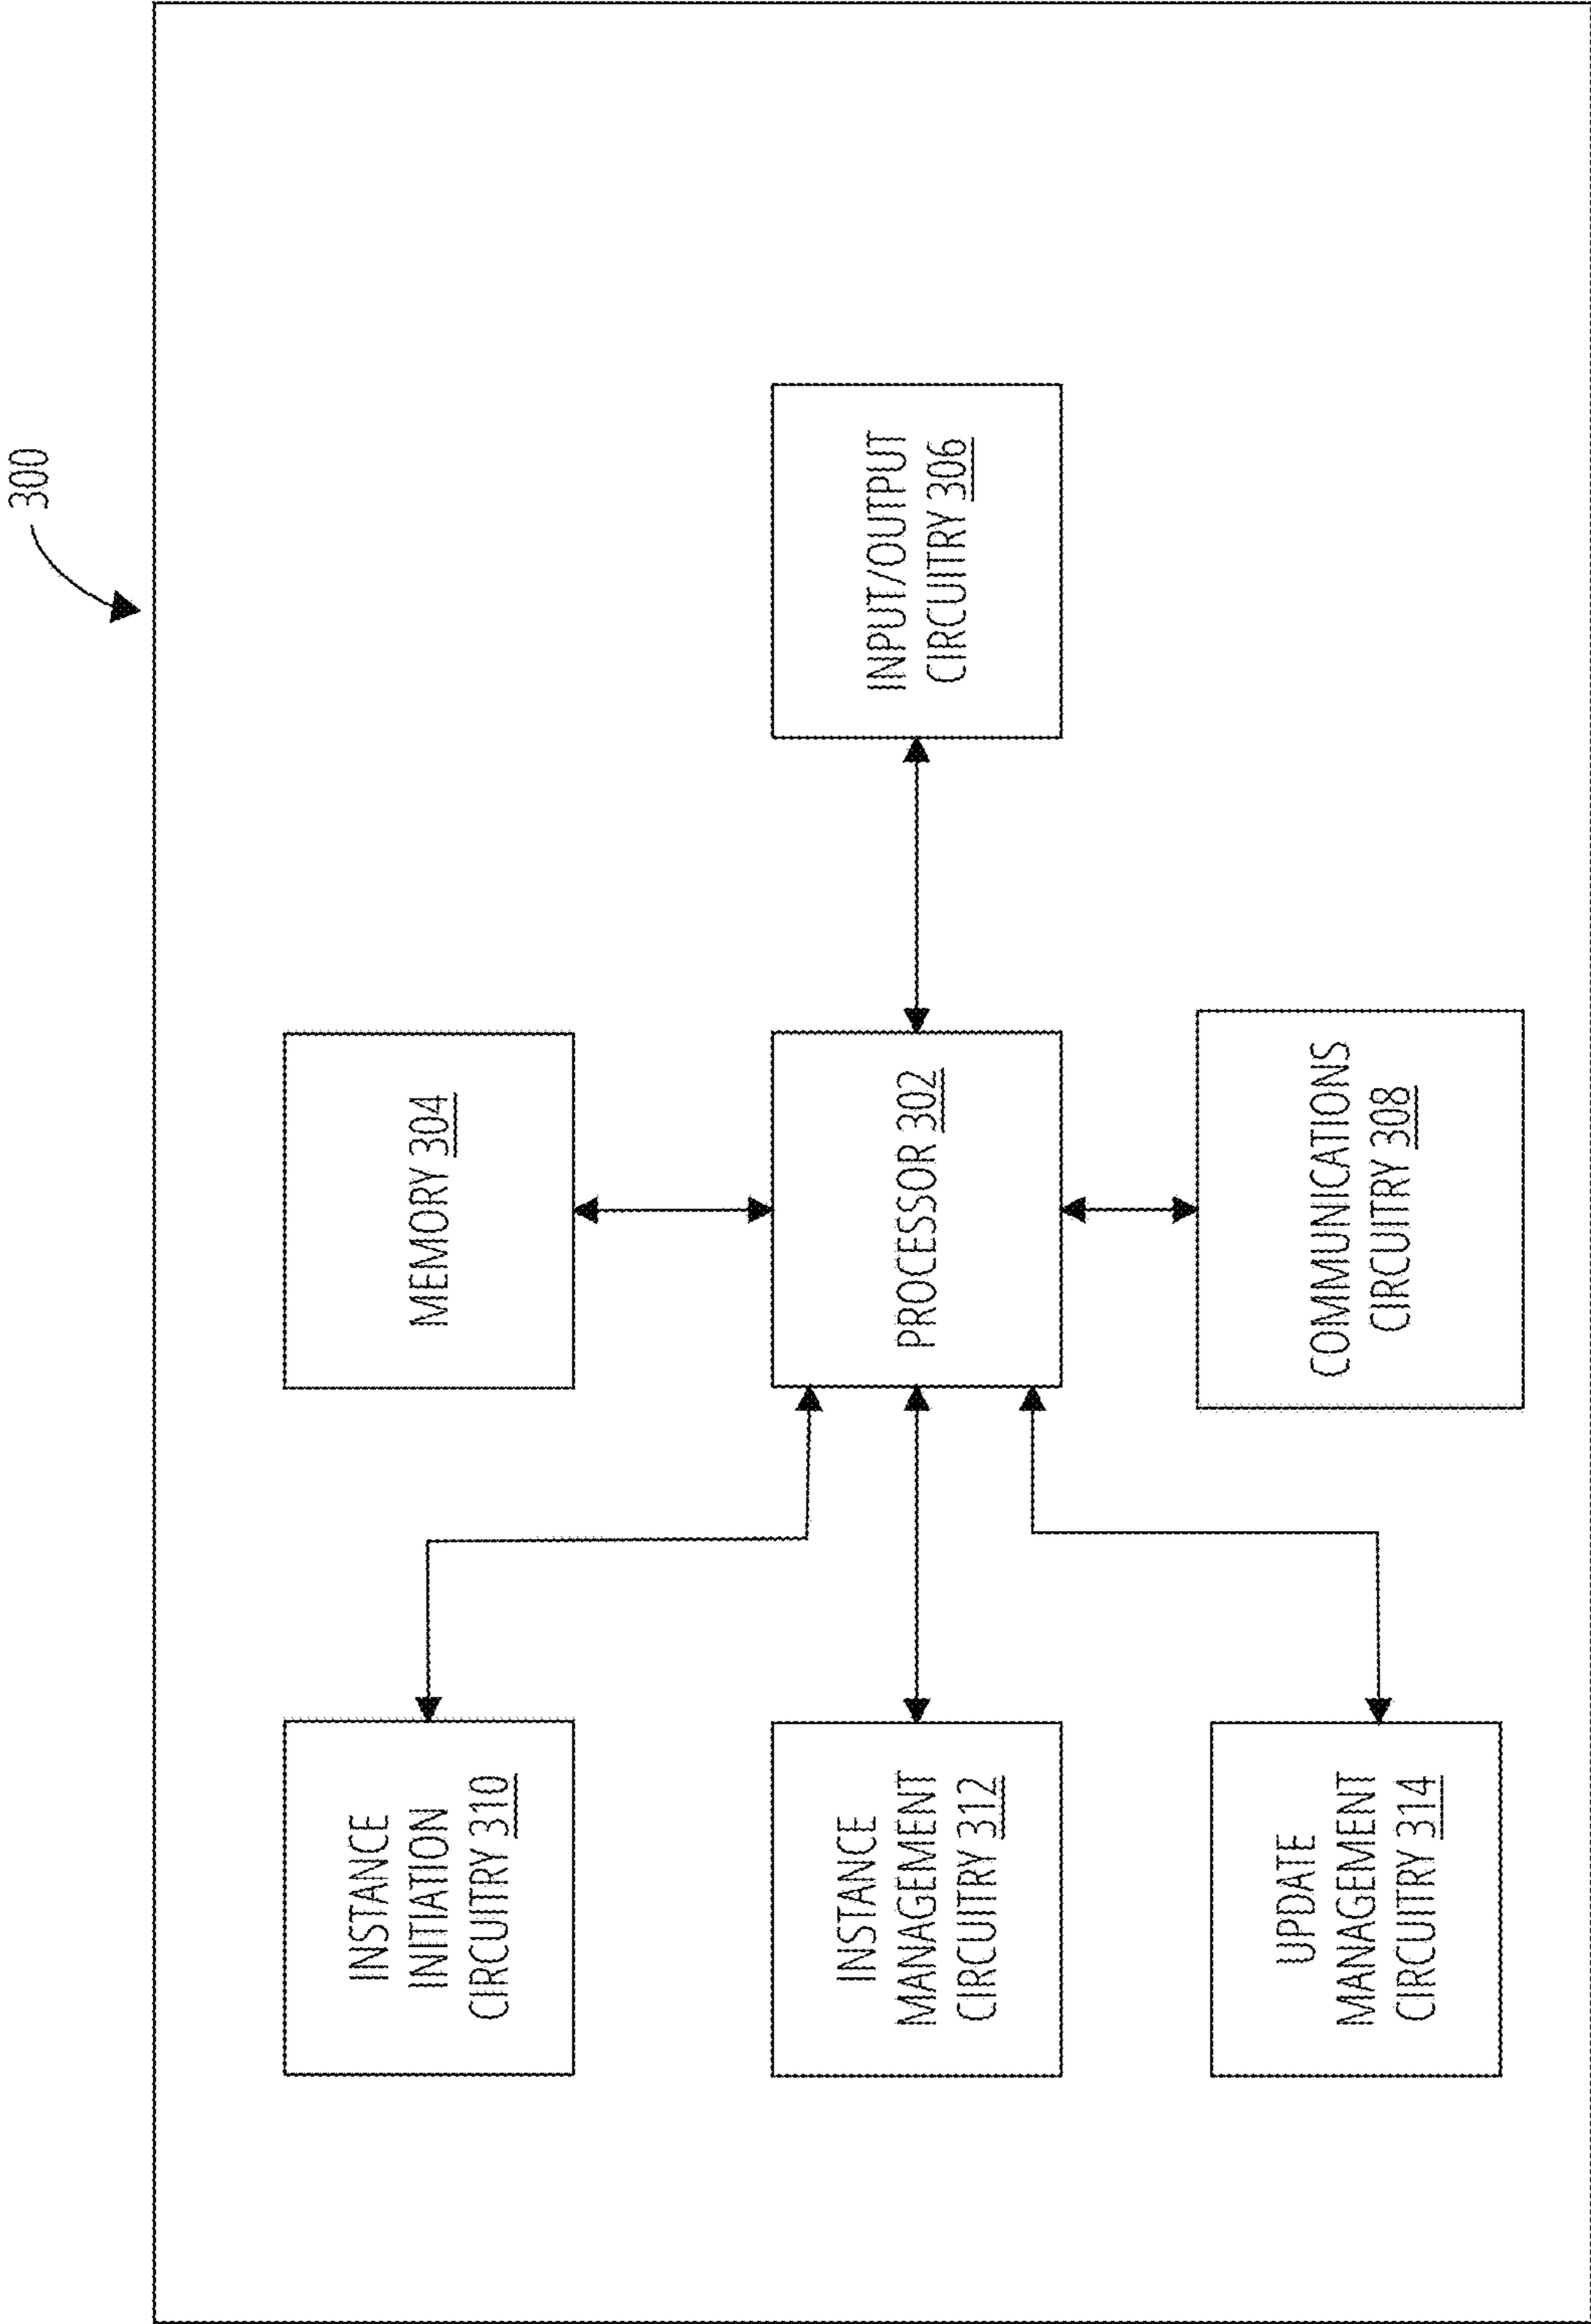 300
MEMORY 304
INSTANCE
INITIATION
CIRCUITRY 310
INSTANCE
MANAGEMENT
CIRCUITRY 312
PROCESSOR 302
INPUT/OUTPUT
CIRCUITRY 306
UPDATE
MANAGEMENT
CIRCUITRY 314
COMMUNICATIONS
CIRCUITRY 308